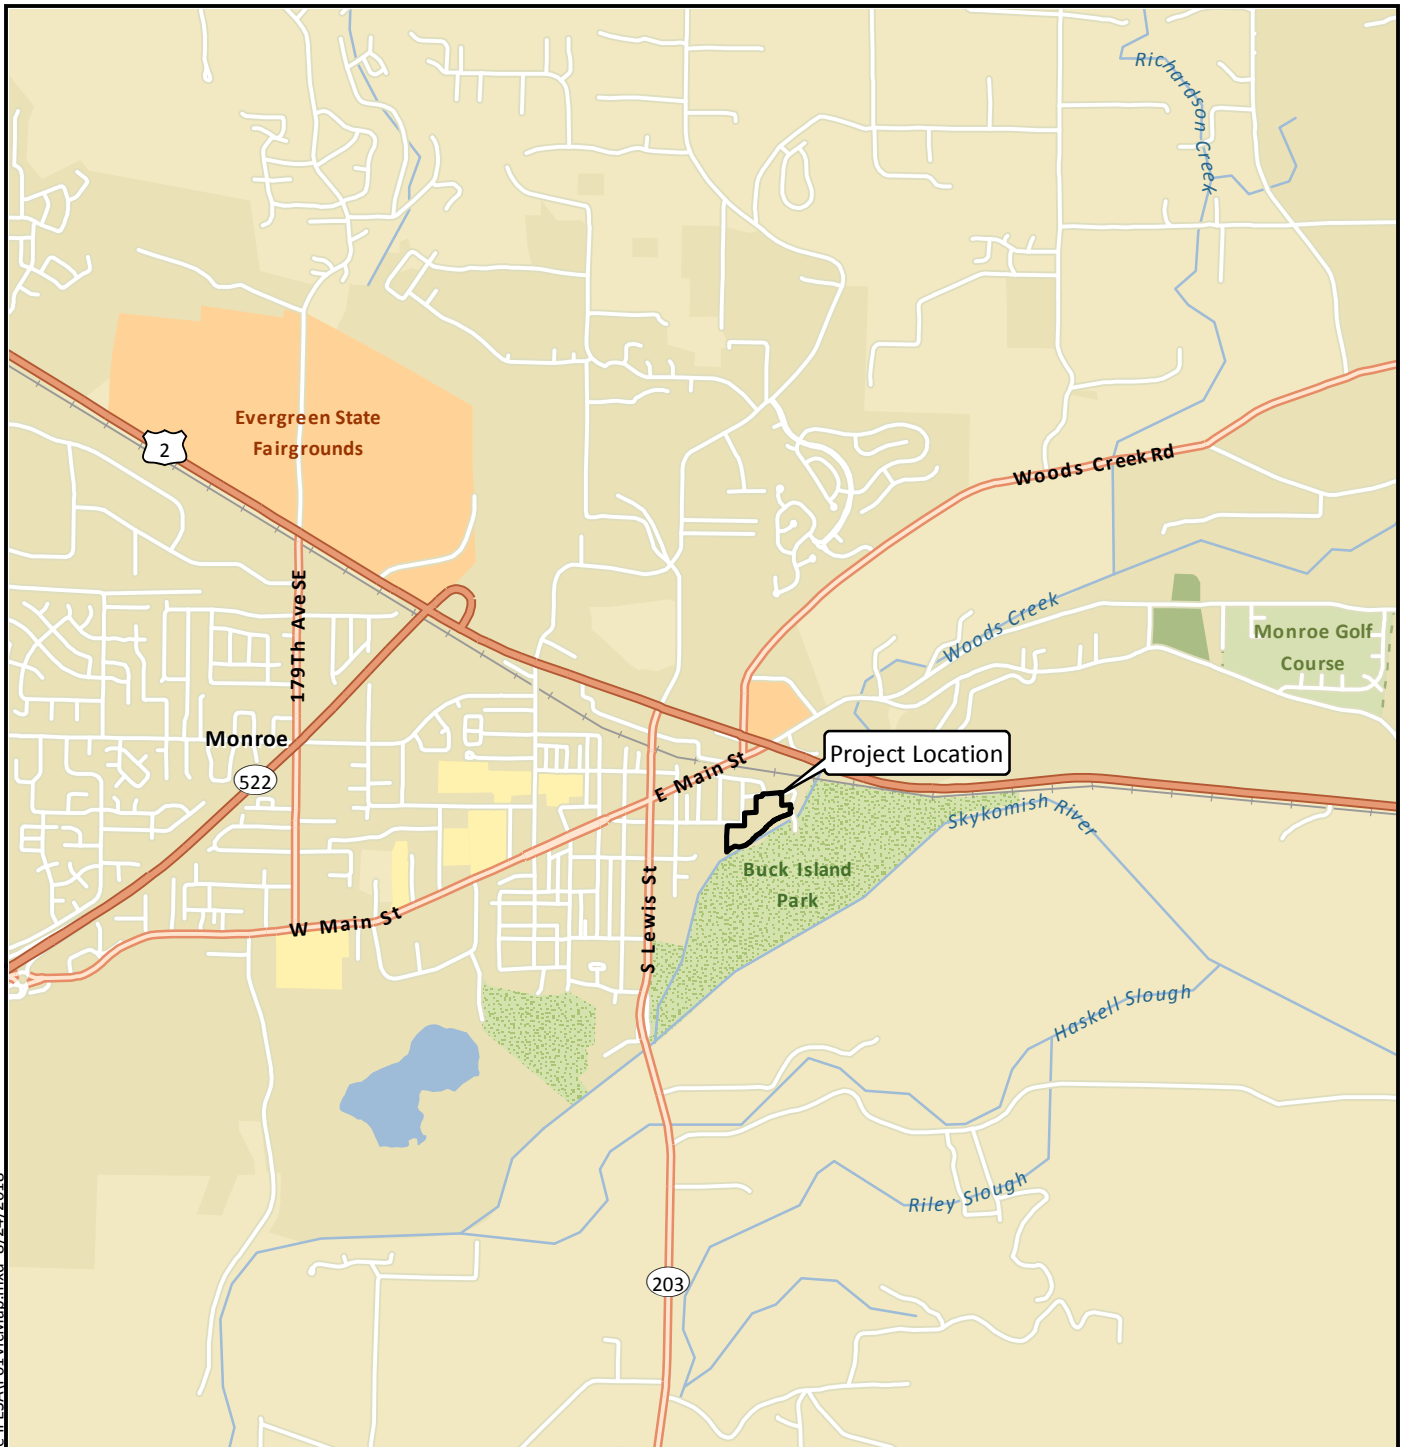 Richardson Creek
Evergreen State
Fairgrounds
2
Woods Creek Rd
179Th Ave SE
Woods Creek
Monroe Golf
Course
Monroe
522
E Main St
Project Location
Skykomish River
Buck Island
Park
S Lewis St
W Main St
Haskell Slough
Riley Slough
203